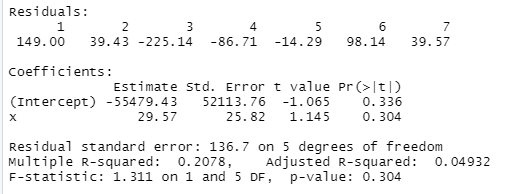 Residuals:
1 2 3 4 5 6 7
149.00 39.43 -225.14 -86.71 -14.29 98.14 39.57
Coefficients:
Estimate Std. Error t value Pr(>|t|)
(Intercept) -55479.43 52113.76 -1.065 0.336
x 29.57 25.82 1.145 0.304
Residual standard error: 136.7 on 5 degrees of freedom
Multiple R-squared: 0.2078, Adjusted R-squared: 0.04932
F-statistic: 1.311 on 1 and 5 DF, p-value: 0.304